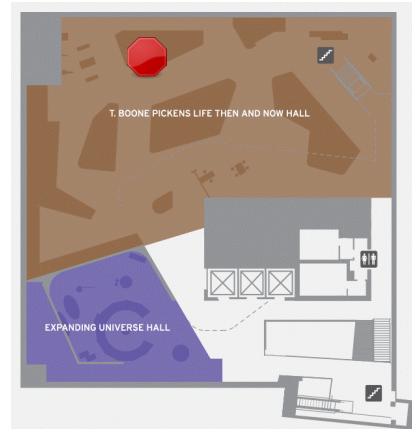 T. BOONE PICKENS LIFE THEN AND NOW HALL
EXPANDING UNIVERSE HALL